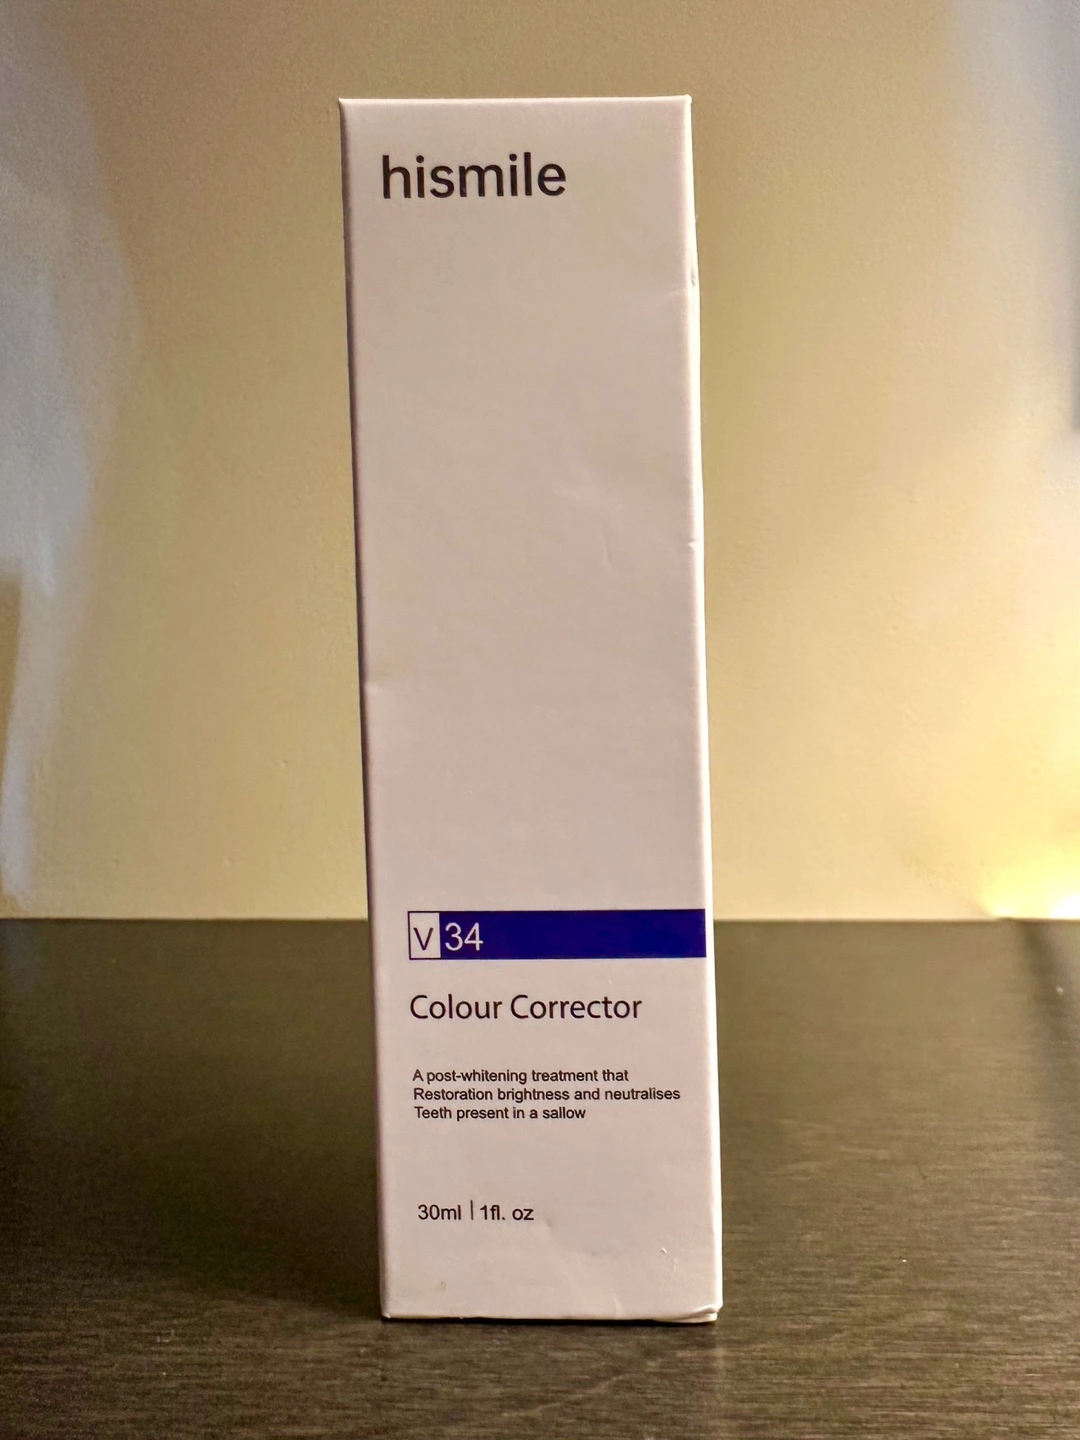 hismile
V 34
Colour Corrector
A post-whitening treatment that
Restoration brightness and neutralises
Teeth present in a sallow
30ml | 1fl. oz